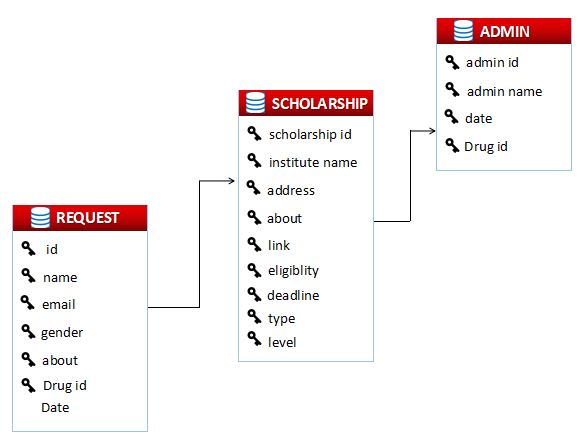 ADMIN
admin id
admin name
date
Drug id
SCHOLARSHIP
scholarship id
institute name
address
about
link
eligiblity
deadline
type
level
REQUEST
id
name
email
gender
about
Drug id
Date